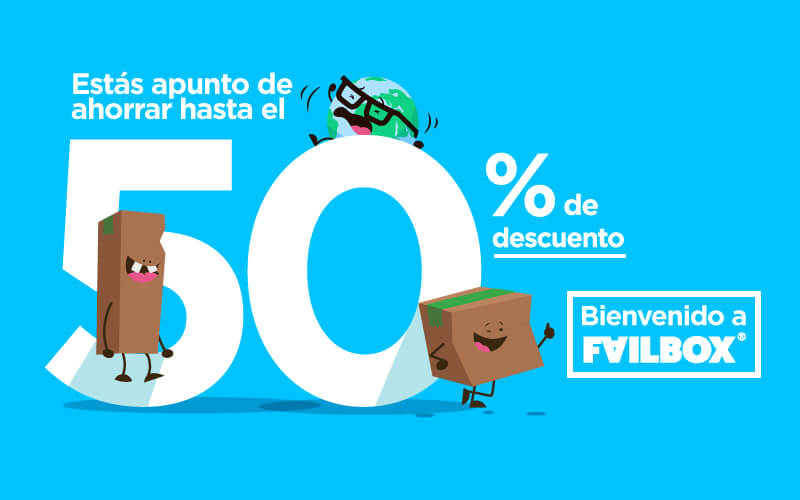 Estás apunto de
ahorrar hasta el
50
% de
descuento
Bienvenido a
FAILBOX®